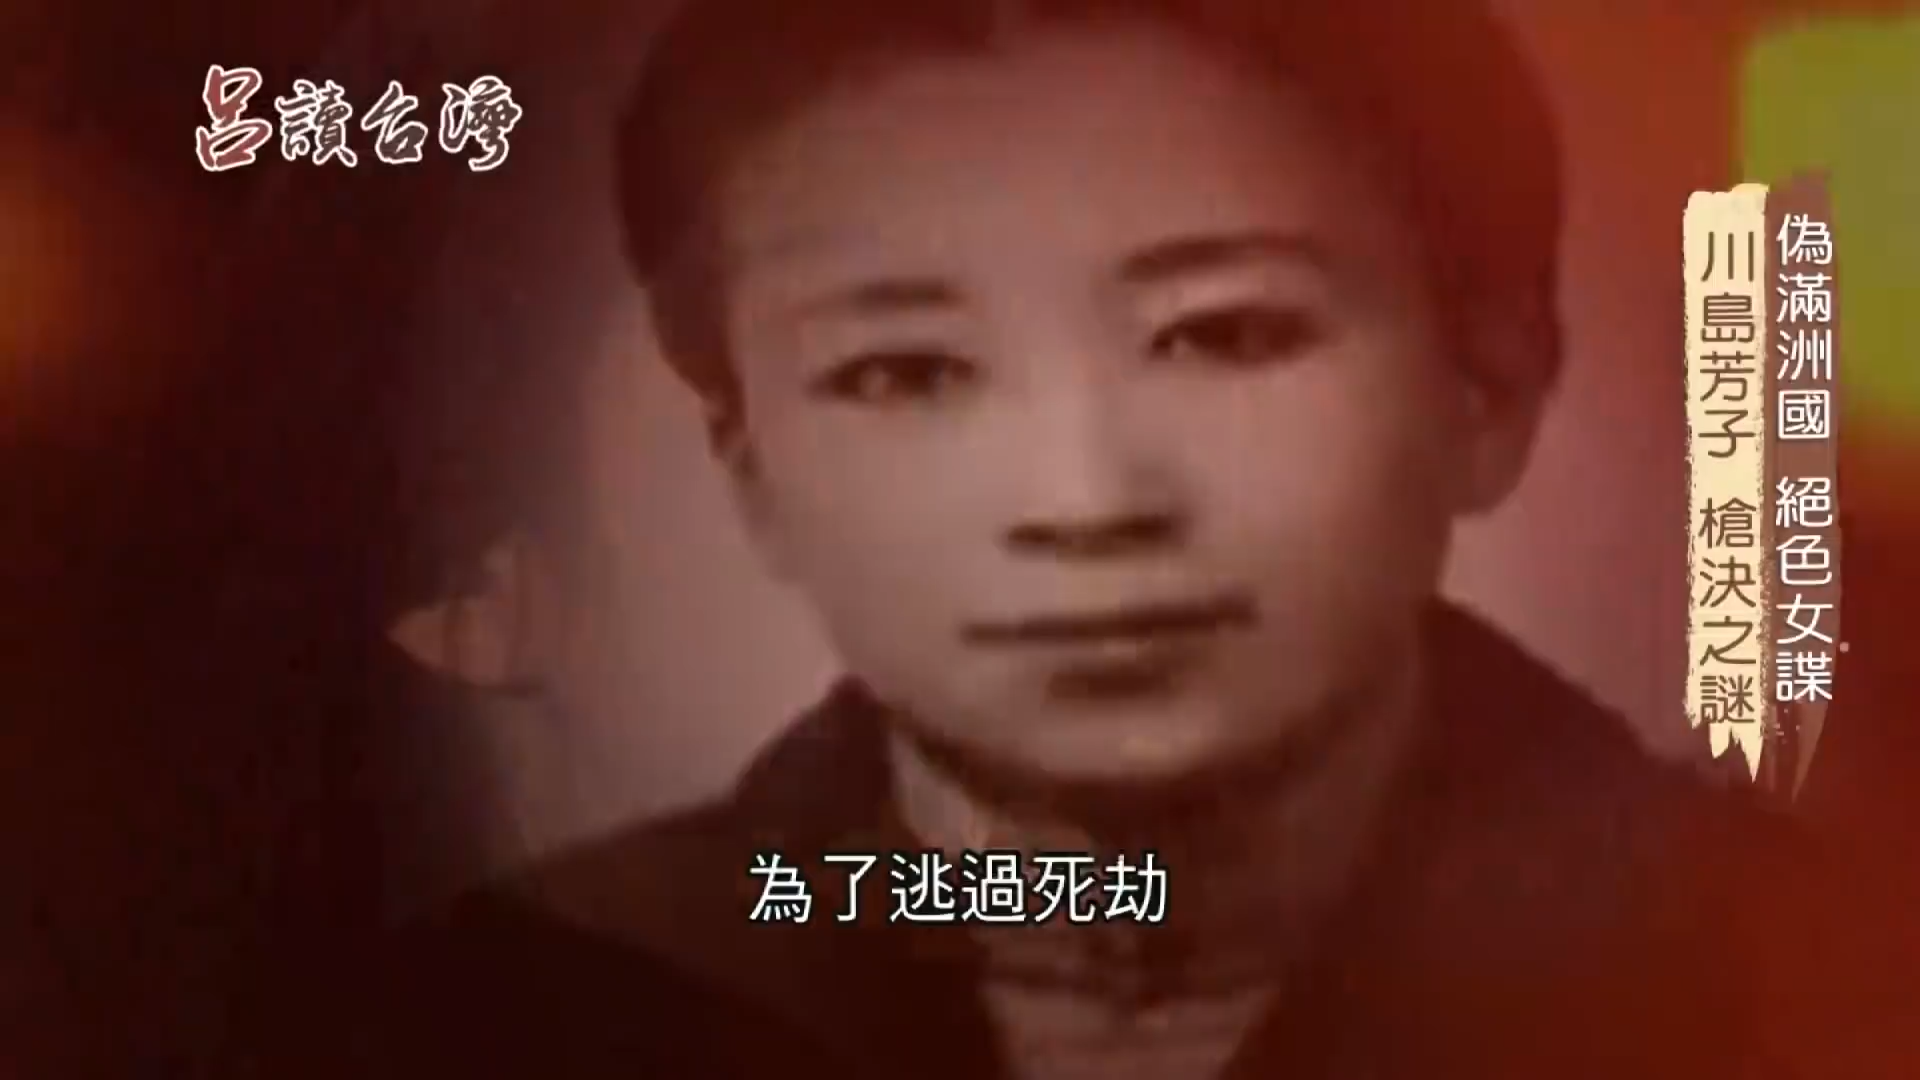 呂讀台灣
偽滿洲國 絕色女諜
川島芳子 槍決之謎
為了逃過死劫